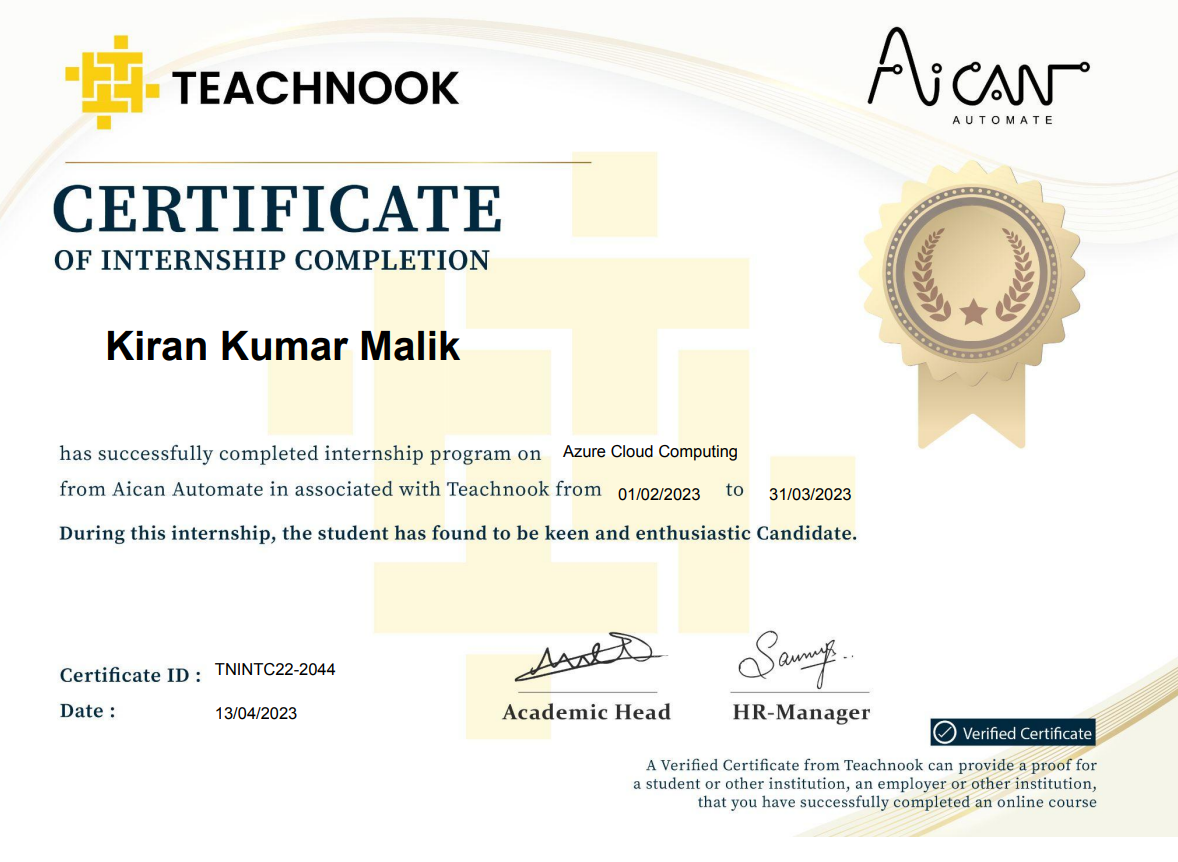 TEACHNOOK
AiCAN
AUTOMATE
CERTIFICATE
OF INTERNSHIP COMPLETION
Kiran Kumar Malik
has successfully completed internship program on Azure Cloud Computing
from Aican Automate in associated with Teachnook from 01/02/2023 to 31/03/2023
During this internship, the student has found to be keen and enthusiastic Candidate.
Certificate ID : TNINTC22-2044
Date : 13/04/2023
Academic Head
HR-Manager
Verified Certificate
A Verified Certificate from Teachnook can provide a proof for
a student or other institution, an employer or other institution,
that you have successfully completed an online course